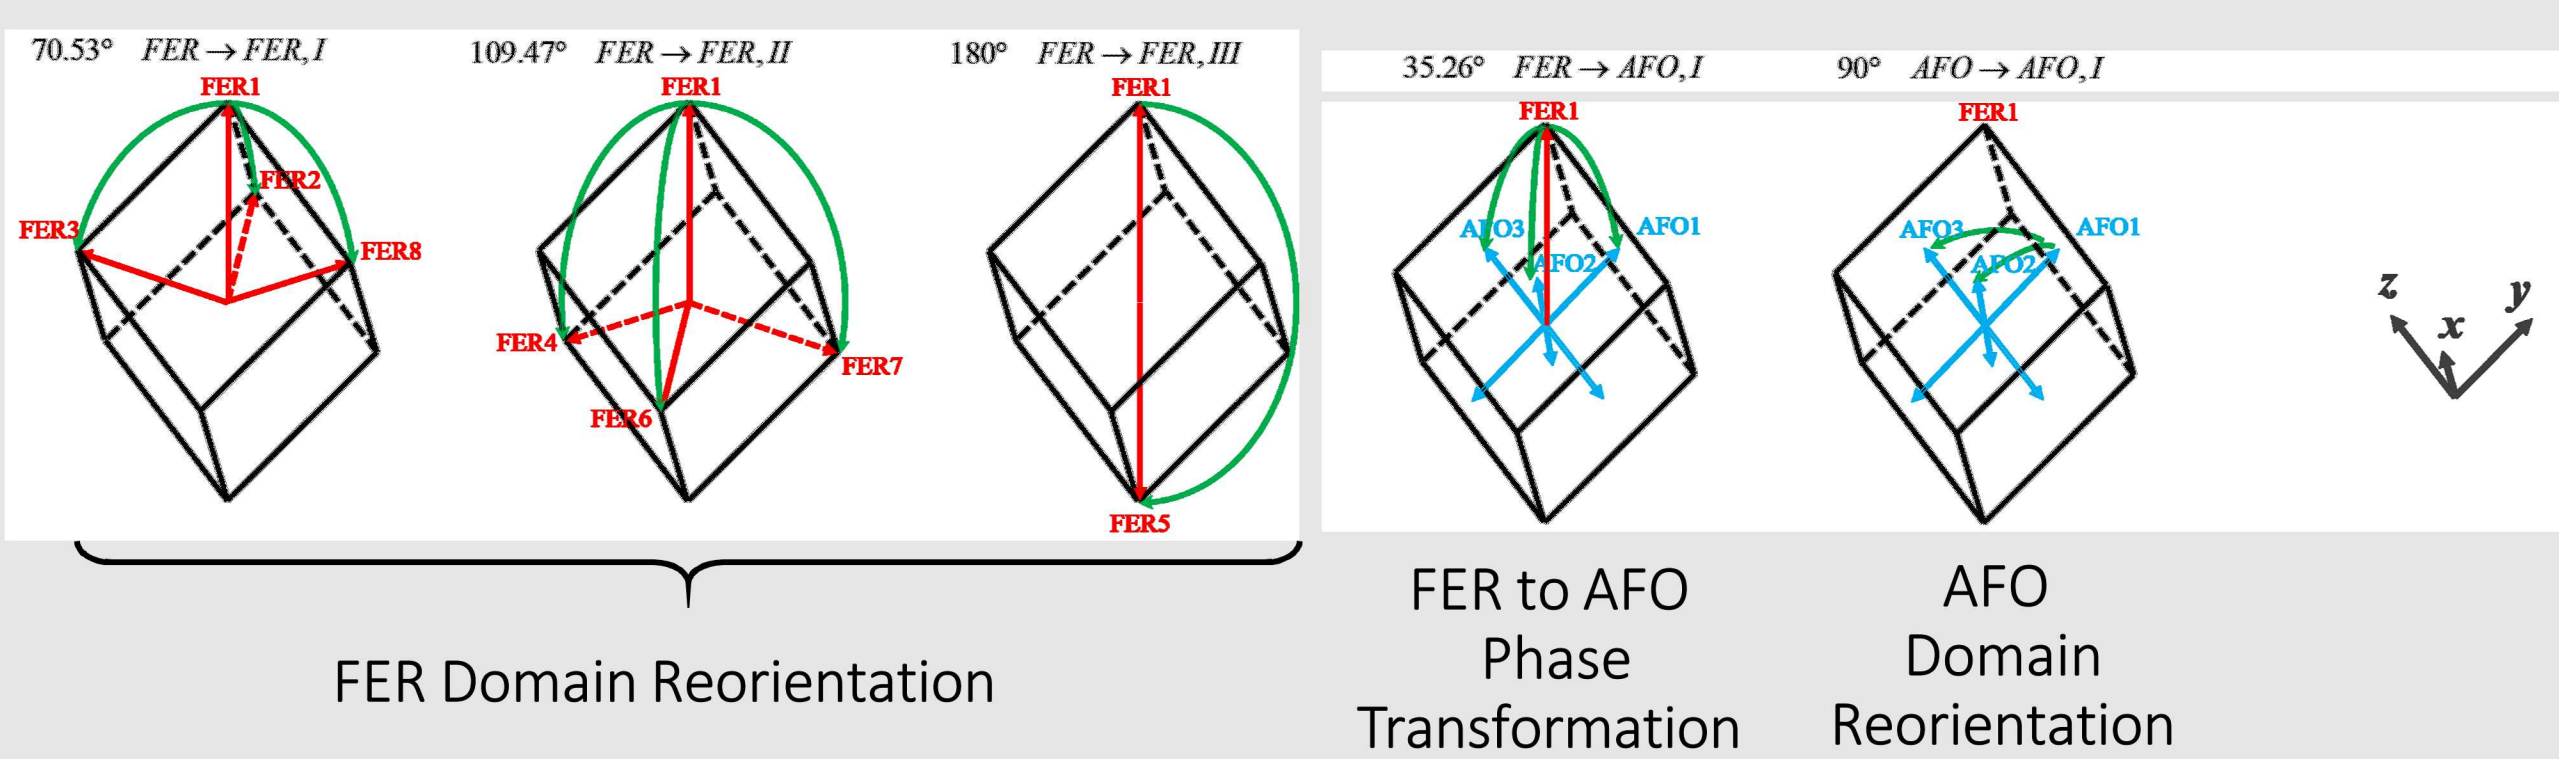 70.53° FER → FER, I
FER1
FER2
FER3
FER8
109.47° FER → FER, II
FER1
FER4
FER6
FER7
180° FER → FER, III
FER1
FER5
35.26° FER → AFO, I
FER1
AFO3
AFO1
AFO2
90° AFO → AFO, I
FER1
AFO3
AFO1
AFO2
z
x
y
FER Domain Reorientation
FER to AFO
Phase
Transformation
AFO
Domain
Reorientation